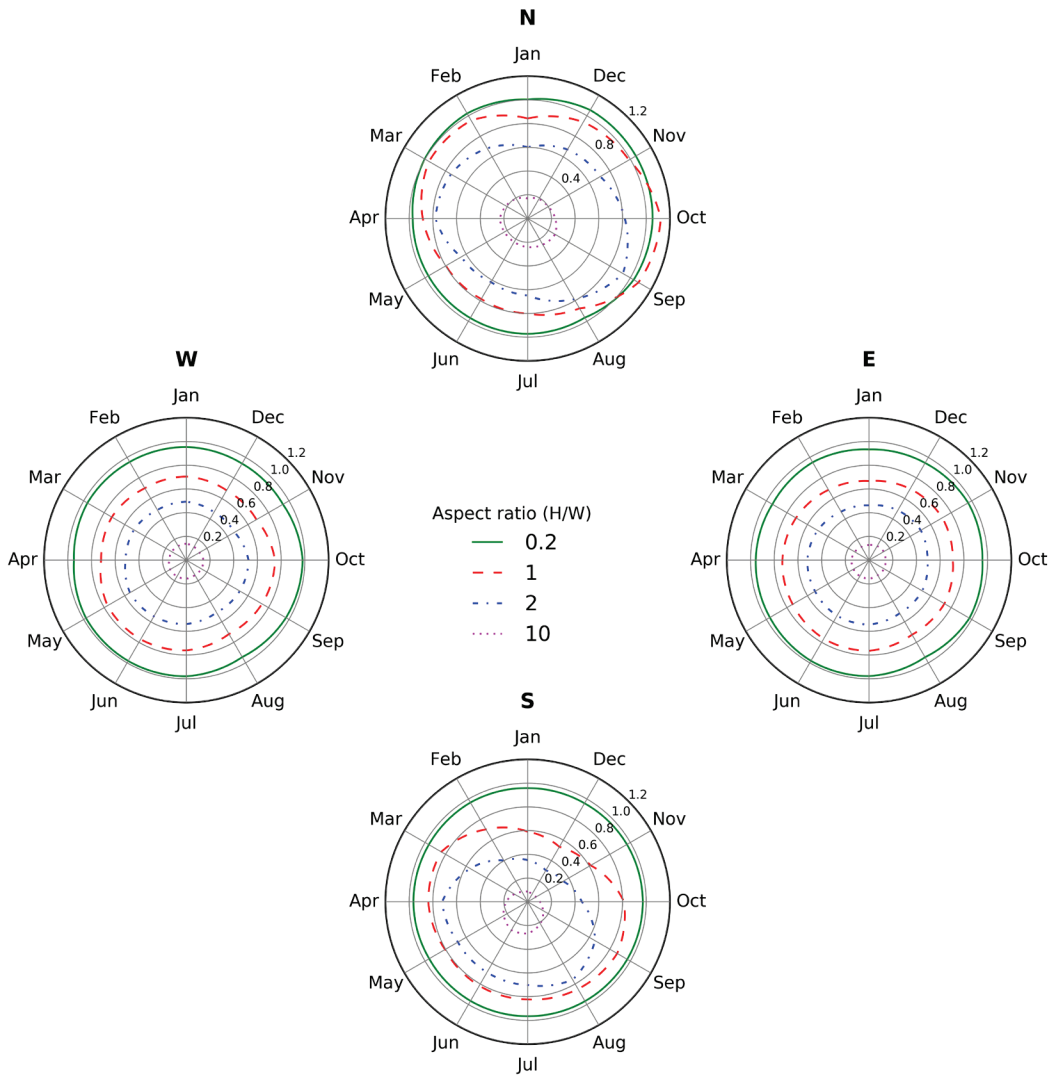 N
Jan
Feb
Dec
1.2
Mar
Nov
0.8
0.4
Apr
Oct
May
Sep
Jun
Aug
Jul
W
Jan
Feb
Dec
1.2
1.0
Mar
Nov
0.8
0.6
0.4
0.2
Apr
Oct
May
Sep
Jun
Aug
Jul
E
Jan
Feb
Dec
1.2
1.0
Mar
Nov
0.8
0.6
0.4
0.2
Apr
Oct
May
Sep
Jun
Aug
Jul
Aspect ratio (H/W)
0.2
1
2
10
S
Jan
Feb
Dec
1.2
1.0
Mar
Nov
0.8
0.6
0.4
0.2
Apr
Oct
May
Sep
Jun
Aug
Jul